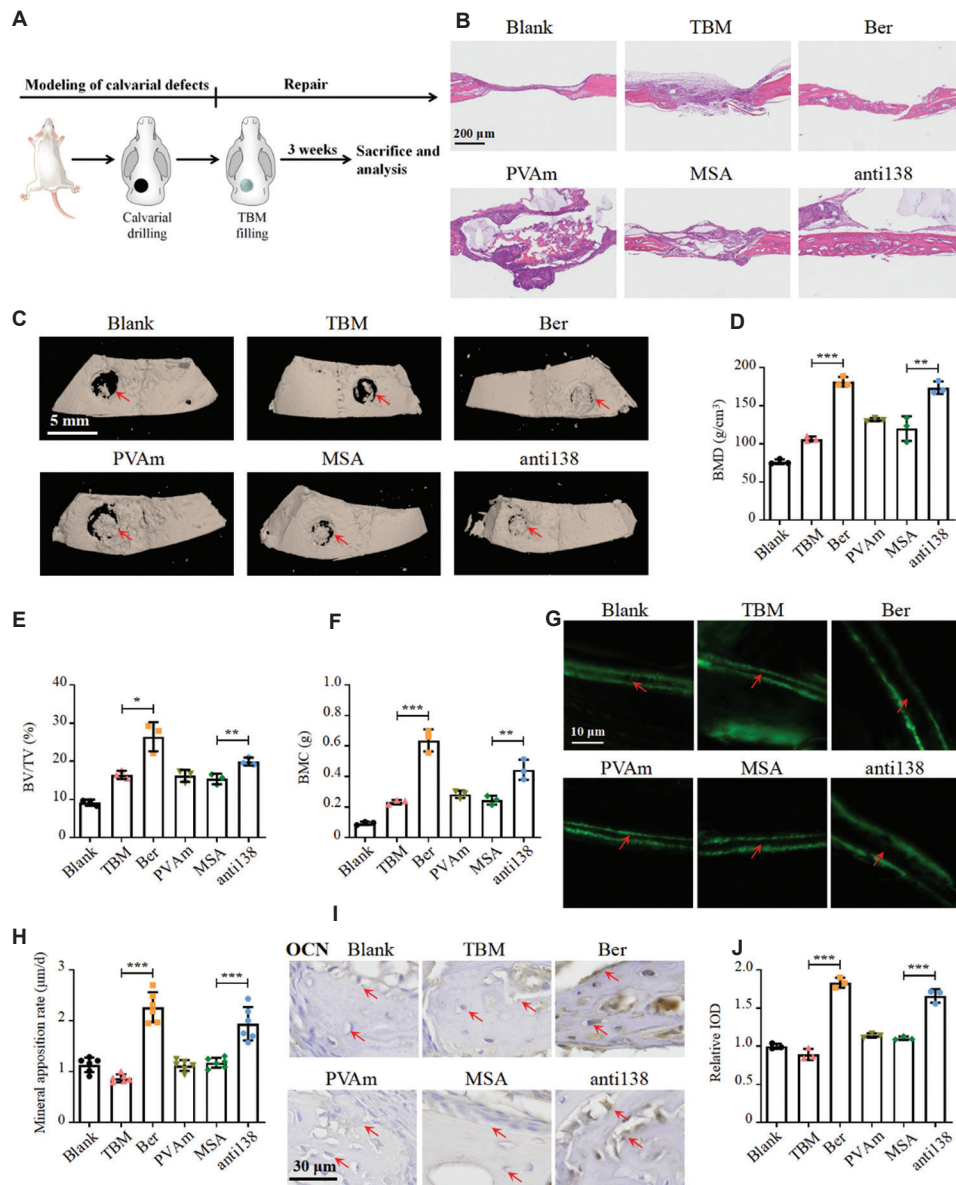 A
Modeling of calvarial defects
Repair
3 weeks
Sacrifice and
analysis
Calvarial
drilling
TBM
filling
B
Blank
TBM
Ber
200 μm
PVAm
MSA
anti138
C
Blank
TBM
Ber
5 mm
PVAm
MSA
anti138
D
BMD (g/cm³)
200
150
100
50
0
***
**
Blank
TBM
Ber
PVAm
MSA
anti138
E
BV/TV (%)
40
30
20
10
0
*
**
Blank
TBM
Ber
PVAm
MSA
anti138
F
BMC (g)
1.0
0.8
0.6
0.4
0.2
0
***
**
Blank
TBM
Ber
PVAm
MSA
anti138
G
Blank
TBM
Ber
10 μm
PVAm
MSA
anti138
H
Mineral apposition rate (μm/d)
3
2
1
0
***
***
Blank
TBM
Ber
PVAm
MSA
anti138
I
OCN
Blank
TBM
Ber
PVAm
MSA
anti138
30 μm
J
Relative IOD
2.0
1.5
1.0
0.5
0
***
***
Blank
TBM
Ber
PVAm
MSA
anti138